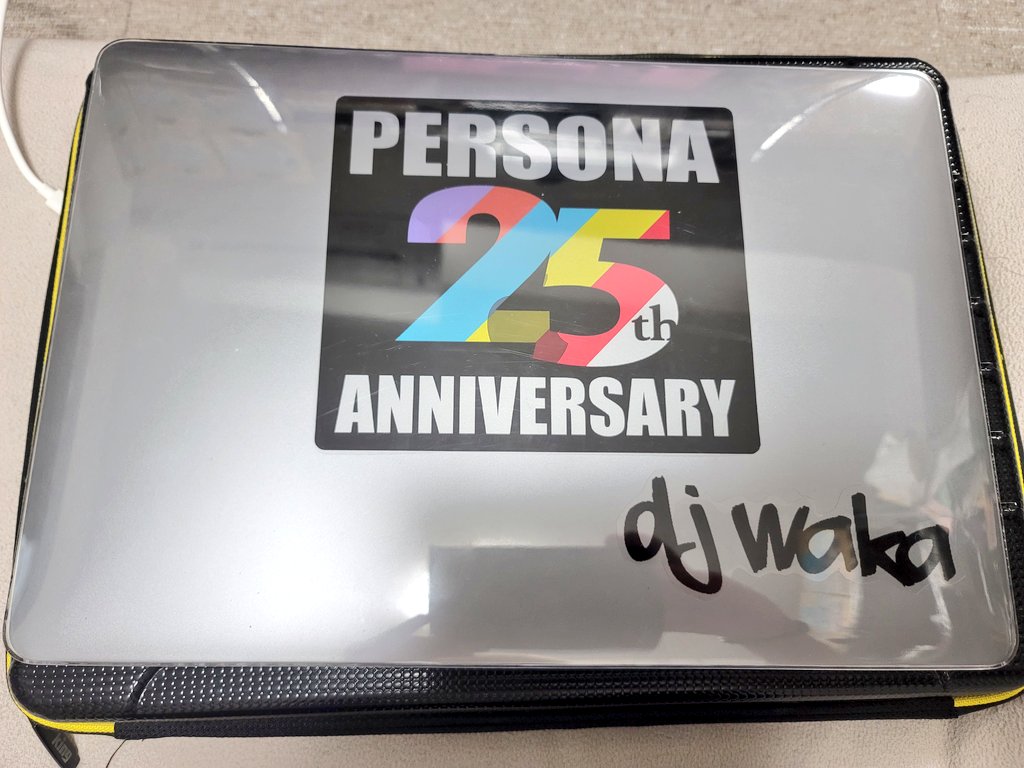 PERSONA
25th
ANNIVERSARY
dj waka